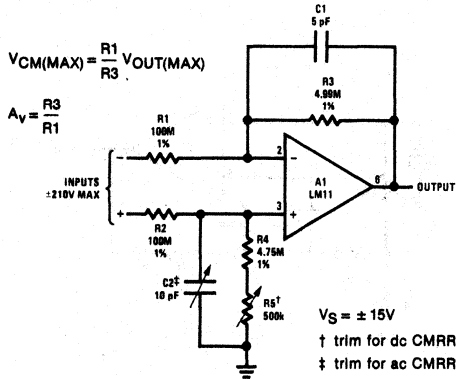 C1
5 pF
VCM(MAX) = R1/R3 VOUT(MAX)
R3
4.99M
1%
AV = R3/R1
R1
100M
1%
−
2
−
A1
LM11
6
OUTPUT
INPUTS
±210V MAX
+
3
+
R2
100M
1%
R4
4.75M
1%
C2‡
10 pF
R5†
500k
VS = ±15V
† trim for dc CMRR
‡ trim for ac CMRR